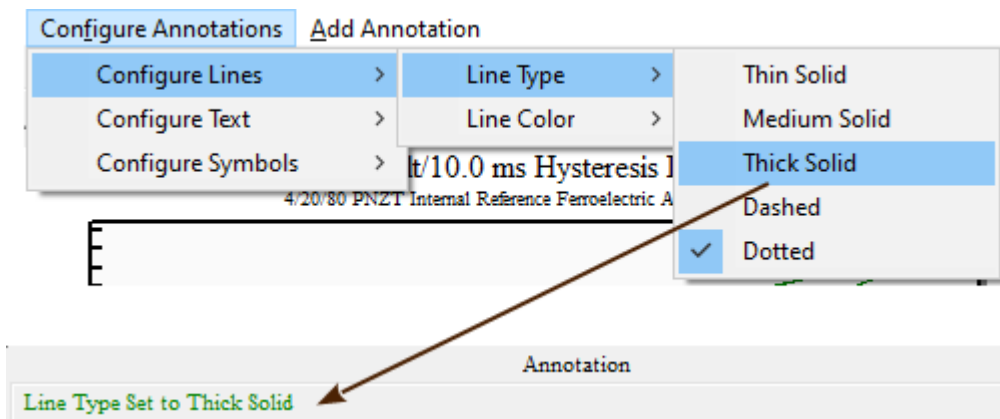 Configure Annotations Add Annotation
Configure Lines > Line Type > Thin Solid
Configure Text > Line Color > Medium Solid
Configure Symbols > lt/10.0 ms Hysteresis Thick Solid
4/20/80 PNZT Internal Reference Ferroelectric A Dashed
Dotted
Annotation
Line Type Set to Thick Solid